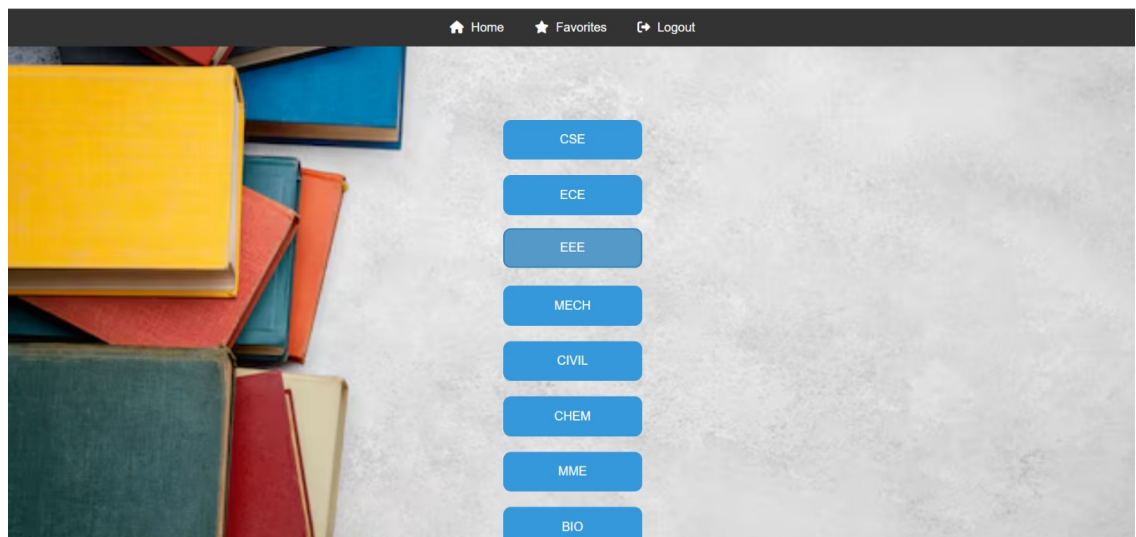 Home Favorites Logout
CSE
ECE
EEE
MECH
CIVIL
CHEM
MME
BIO